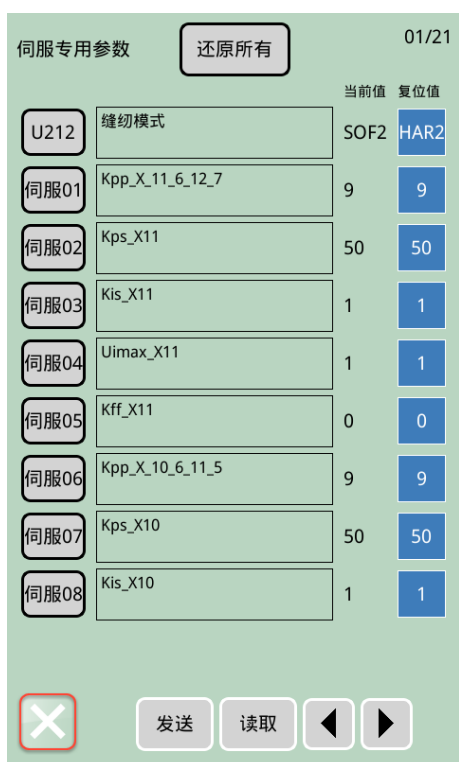 伺服专用参数 还原所有 01/21
当前值 复位值
U212 缝纫模式 SOF2 HAR2
伺服01 Kpp_X_11_6_12_7 9 9
伺服02 Kps_X11 50 50
伺服03 Kis_X11 1 1
伺服04 Uimax_X11 1 1
伺服05 Kff_X11 0 0
伺服06 Kpp_X_10_6_11_5 9 9
伺服07 Kps_X10 50 50
伺服08 Kis_X10 1 1
发送 读取